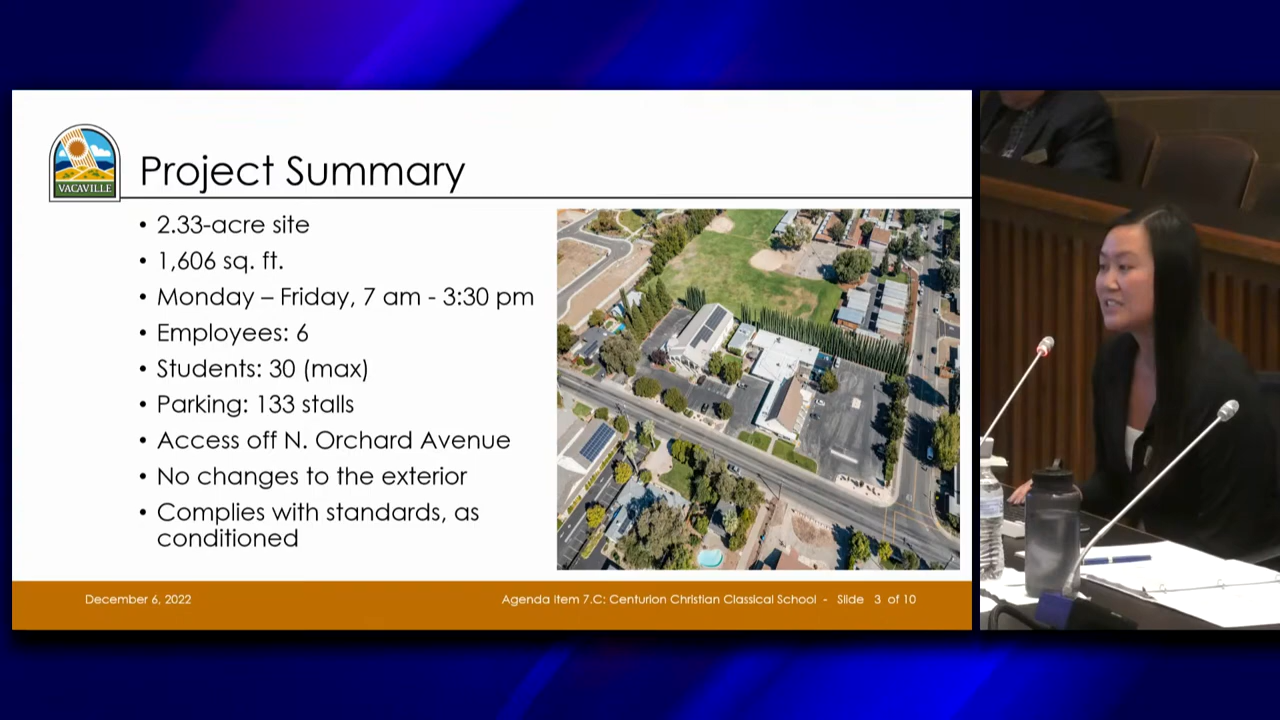 VACAVILLE
Project Summary
• 2.33-acre site
• 1,606 sq. ft.
• Monday – Friday, 7 am - 3:30 pm
• Employees: 6
• Students: 30 (max)
• Parking: 133 stalls
• Access off N. Orchard Avenue
• No changes to the exterior
• Complies with standards, as
conditioned
December 6, 2022
Agenda Item 7.C: Centurion Christian Classical School - Slide 3 of 10